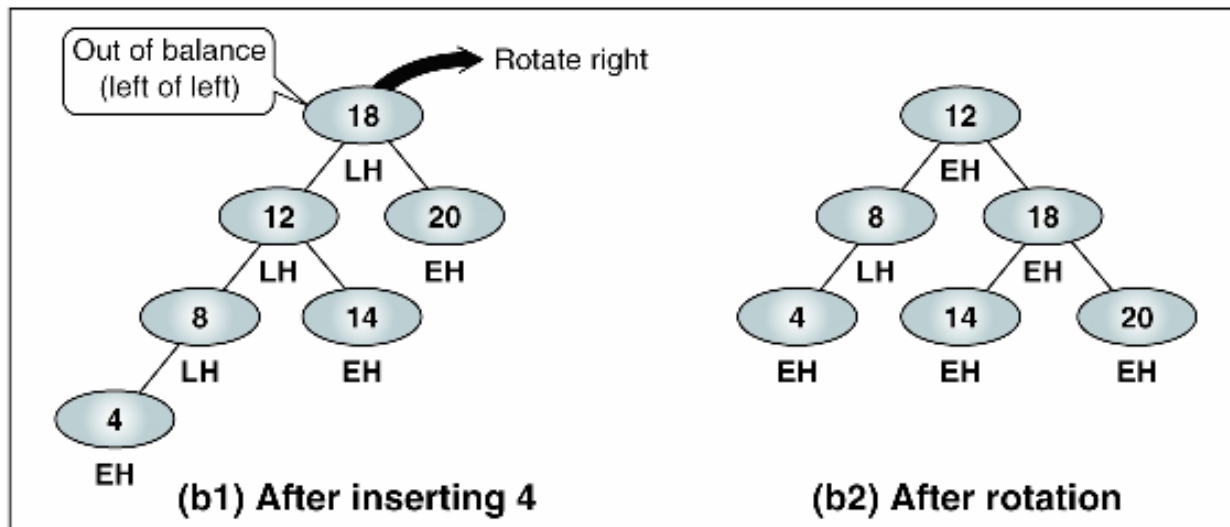 Out of balance
(left of left)
Rotate right
18
LH
12
20
LH
EH
8
14
LH
EH
4
EH
(b1) After inserting 4
12
EH
8
18
LH
EH
4
14
20
EH
EH
EH
(b2) After rotation